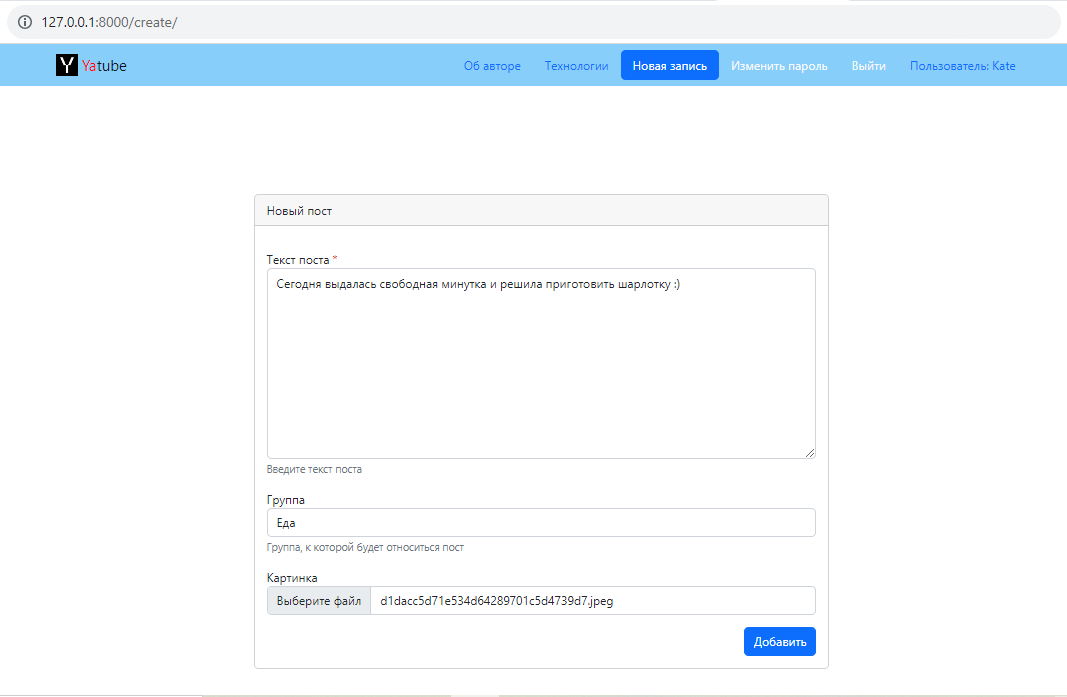 127.0.0.1:8000/create/
Y Yatube Об авторе Технологии Новая запись Изменить пароль Выйти Пользователь: Kate
Новый пост
Текст поста *
Сегодня выдалась свободная минутка и решила приготовить шарлотку :)
Введите текст поста
Группа
Еда
Группа, к которой будет относиться пост
Картинка
Выберите файл d1dacc5d71e534d64289701c5d4739d7.jpeg
Добавить